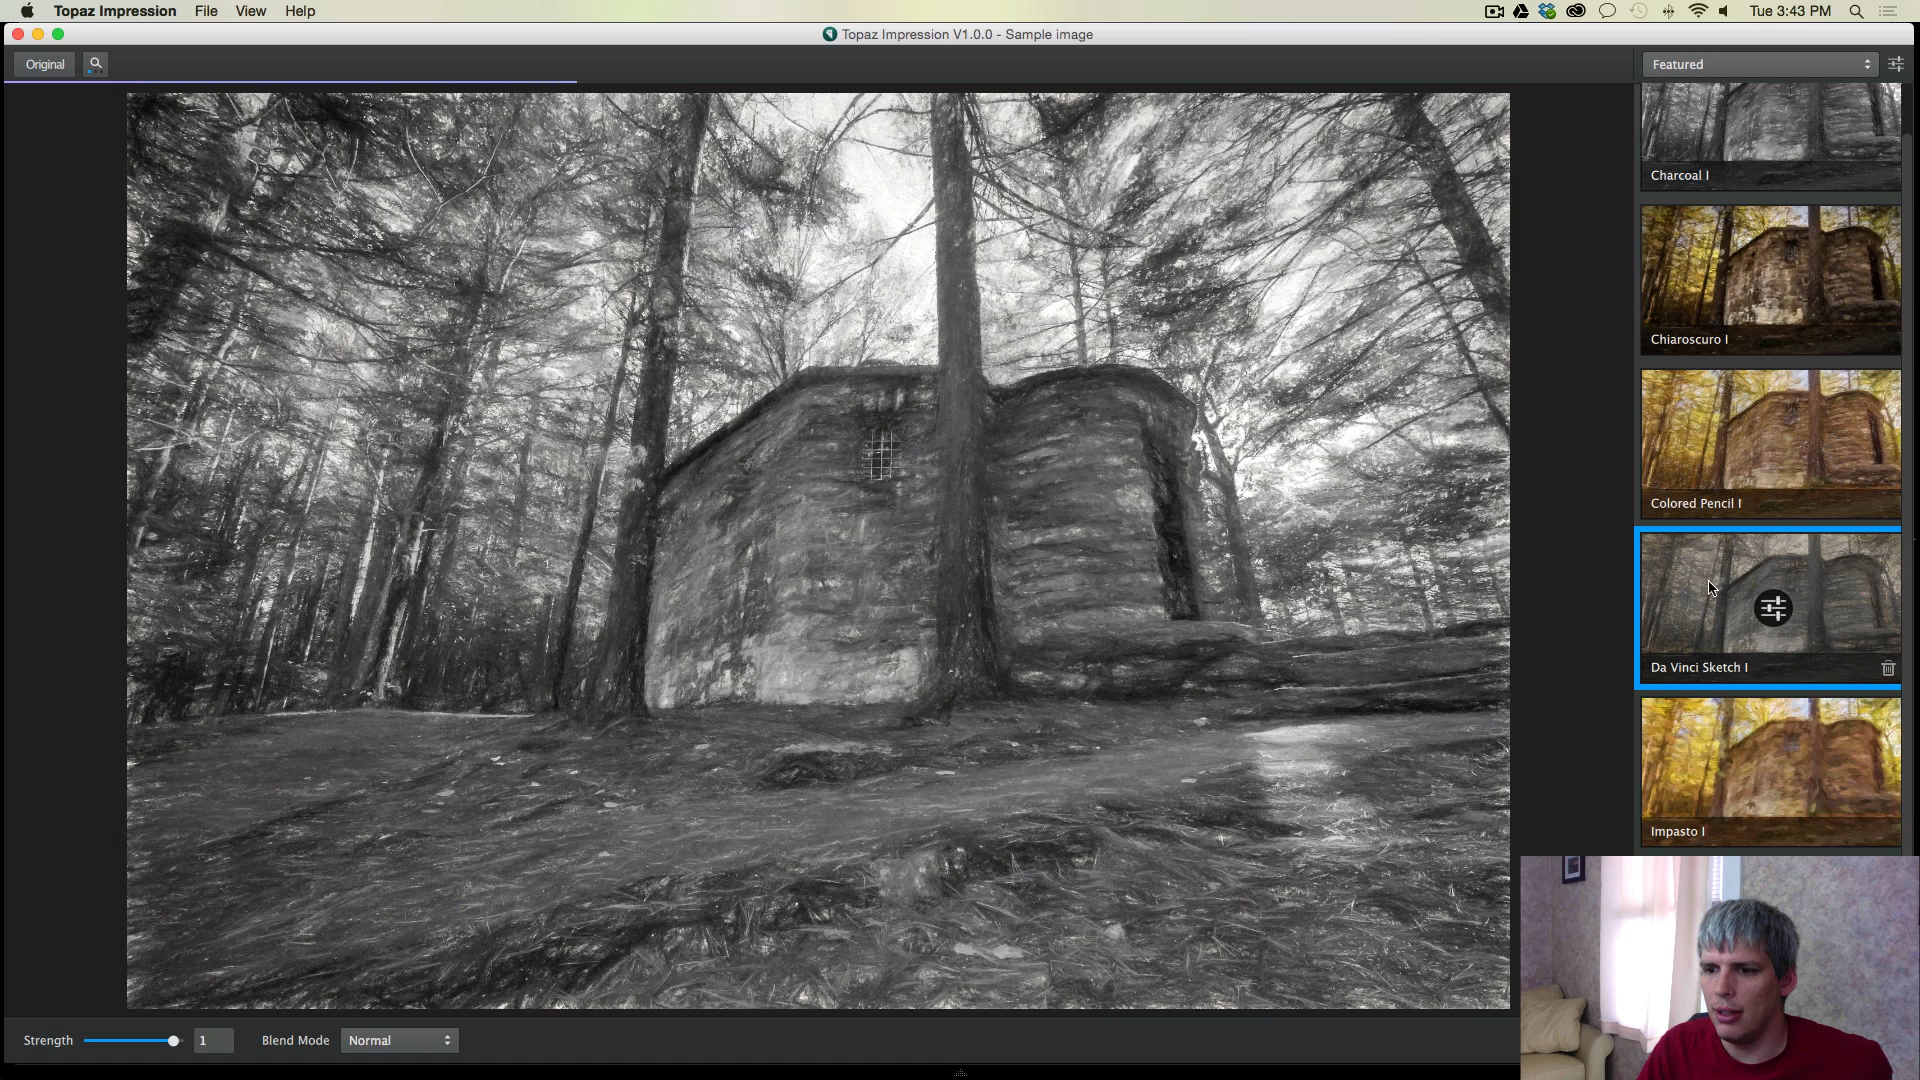 Topaz Impression File View Help
Tue 3:43 PM
Topaz Impression V1.0.0 - Sample image
Original
Featured
Charcoal I
Chiaroscuro I
Colored Pencil I
Da Vinci Sketch I
Impasto I
Strength 1 Blend Mode Normal